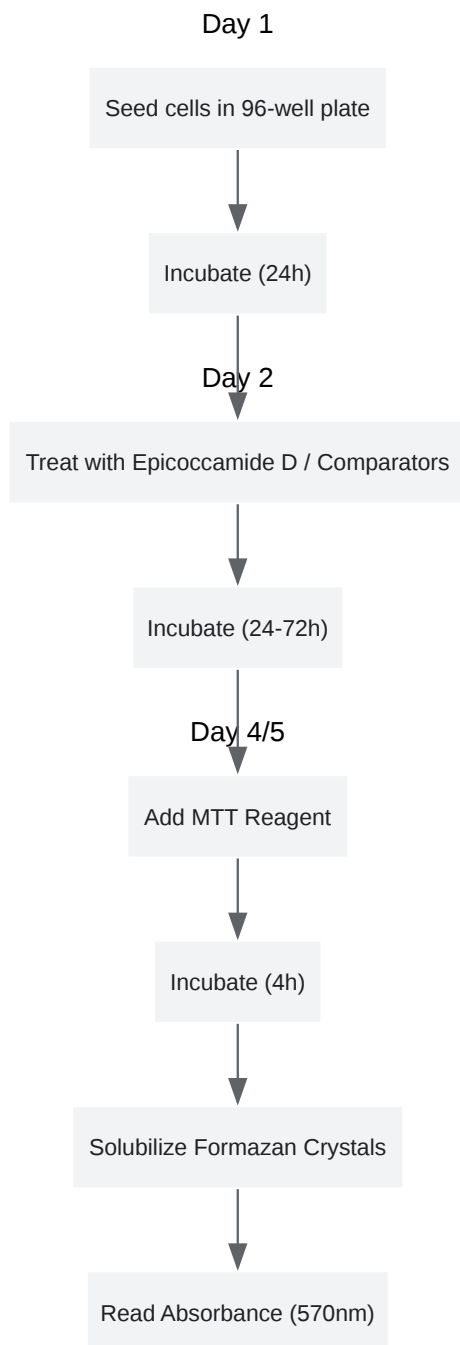 Day 1
Seed cells in 96-well plate
Incubate (24h)
Day 2
Treat with Epicoccamide D / Comparators
Incubate (24-72h)
Day 4/5
Add MTT Reagent
Incubate (4h)
Solubilize Formazan Crystals
Read Absorbance (570nm)